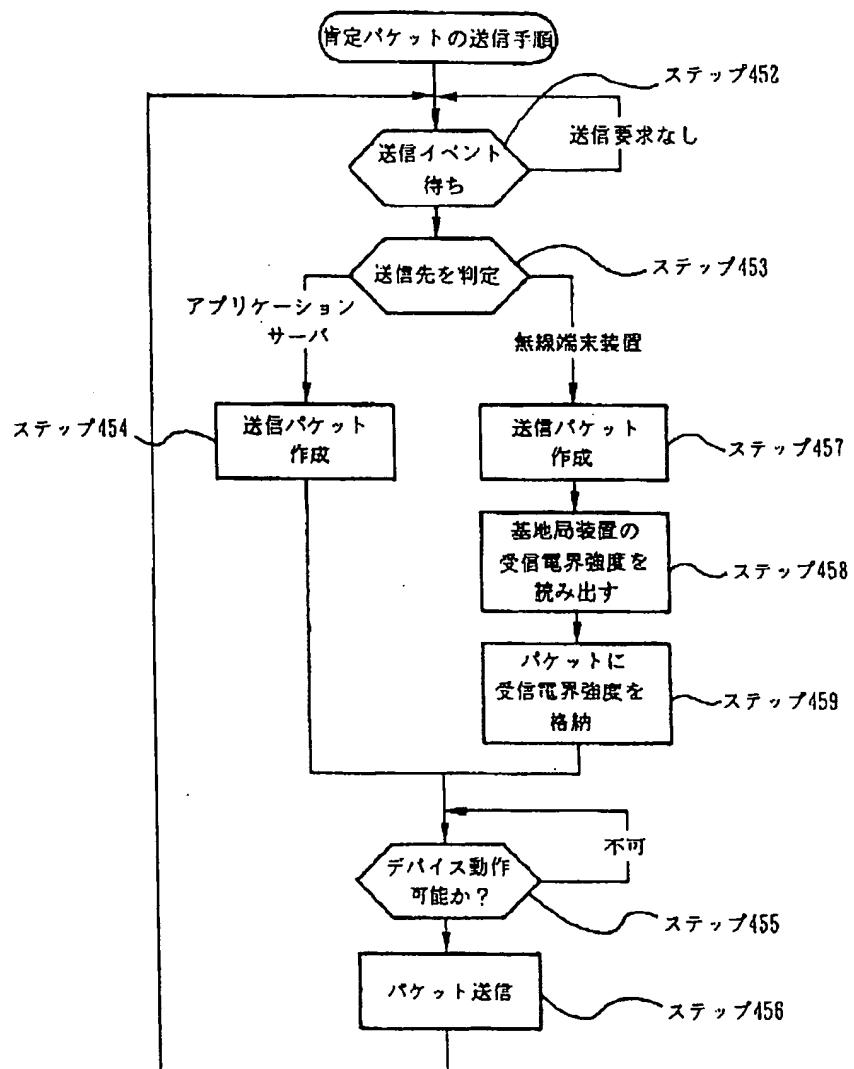 肯定パケットの送信手順
ステップ452
送信要求なし
送信イベント
待ち
ステップ453
送信先を判定
アプリケーション
サーバ
無線端末装置
ステップ454
送信パケット
作成
送信パケット
作成
ステップ457
基地局装置の
受信電界強度を
読み出す
ステップ458
パケットに
受信電界強度を
格納
ステップ459
不可
デバイス動作
可能か?
ステップ455
パケット送信
ステップ456